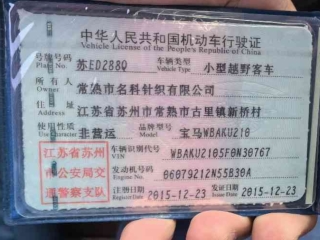 中华人民共和国机动车行驶证
Vehicle License of the People's Republic of China
号牌号码 苏ED288Q 车辆类型 小型越野客车
Plate No. Vehicle Type
所有人 常熟市名科针织有限公司
Owner
住址 江苏省苏州市常熟市古里镇新桥村
Address
使用性质 非营运 品牌型号 宝马WBAKU210
Use Character Model
江苏省苏州 车辆识别代号 WBAKU2105F0N30767
VIN
市公安局交 发动机号码 06079212N55B30A
Engine No.
通警察支队 注册日期 2015-12-23 发证日期 2015-12-23
Register Date Issue Date